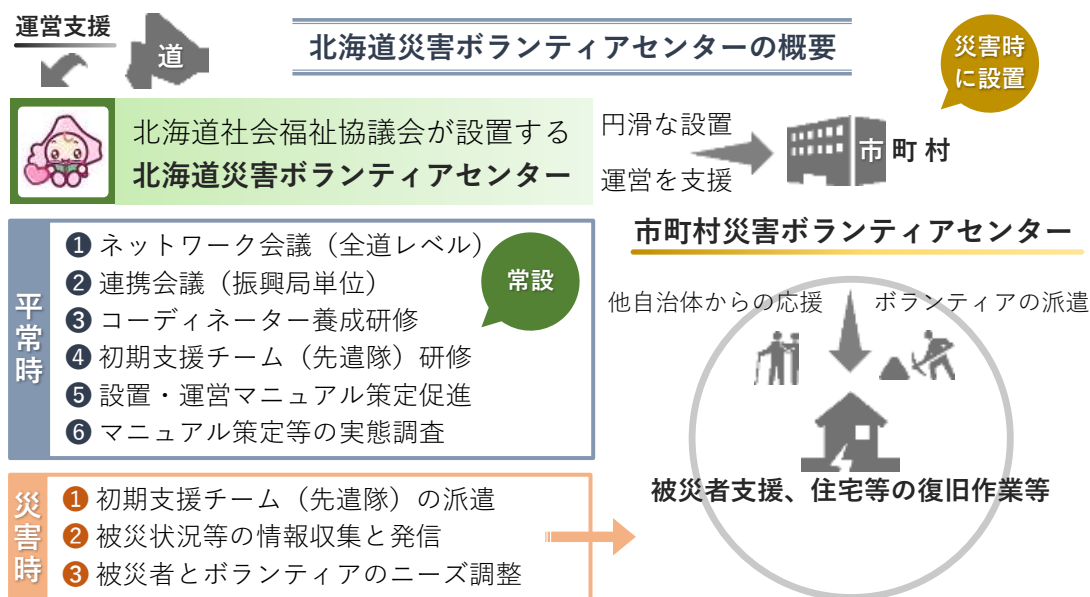 運営支援
道
北海道災害ボランティアセンターの概要
災害時
に設置
北海道社会福祉協議会が設置する
北海道災害ボランティアセンター
円滑な設置
運営を支援
市町村
平常時
❶ ネットワーク会議（全道レベル）
❷ 連携会議（振興局単位）
❸ コーディネーター養成研修
❹ 初期支援チーム（先遣隊）研修
❺ 設置・運営マニュアル策定促進
❻ マニュアル策定等の実態調査
常設
市町村災害ボランティアセンター
他自治体からの応援
ボランティアの派遣
被災者支援、住宅等の復旧作業等
災害時
❶ 初期支援チーム（先遣隊）の派遣
❷ 被災状況等の情報収集と発信
❸ 被災者とボランティアのニーズ調整